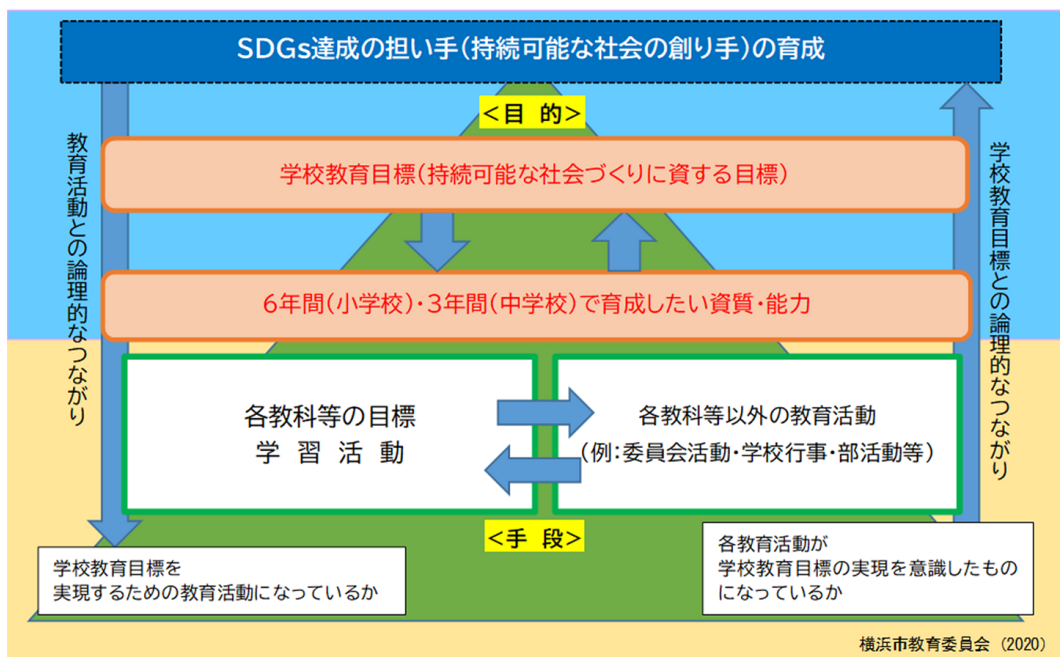 SDGs達成の担い手(持続可能な社会の創り手)の育成
<目 的>
教育活動との論理的なつながり
学校教育目標(持続可能な社会づくりに資する目標)
学校教育目標との論理的なつながり
6年間(小学校)・3年間(中学校)で育成したい資質・能力
各教科等の目標
学 習 活 動
各教科等以外の教育活動
(例:委員会活動・学校行事・部活動等)
<手 段>
学校教育目標を
実現するための教育活動になっているか
各教育活動が
学校教育目標の実現を意識したもの
になっているか
横浜市教育委員会 (2020)